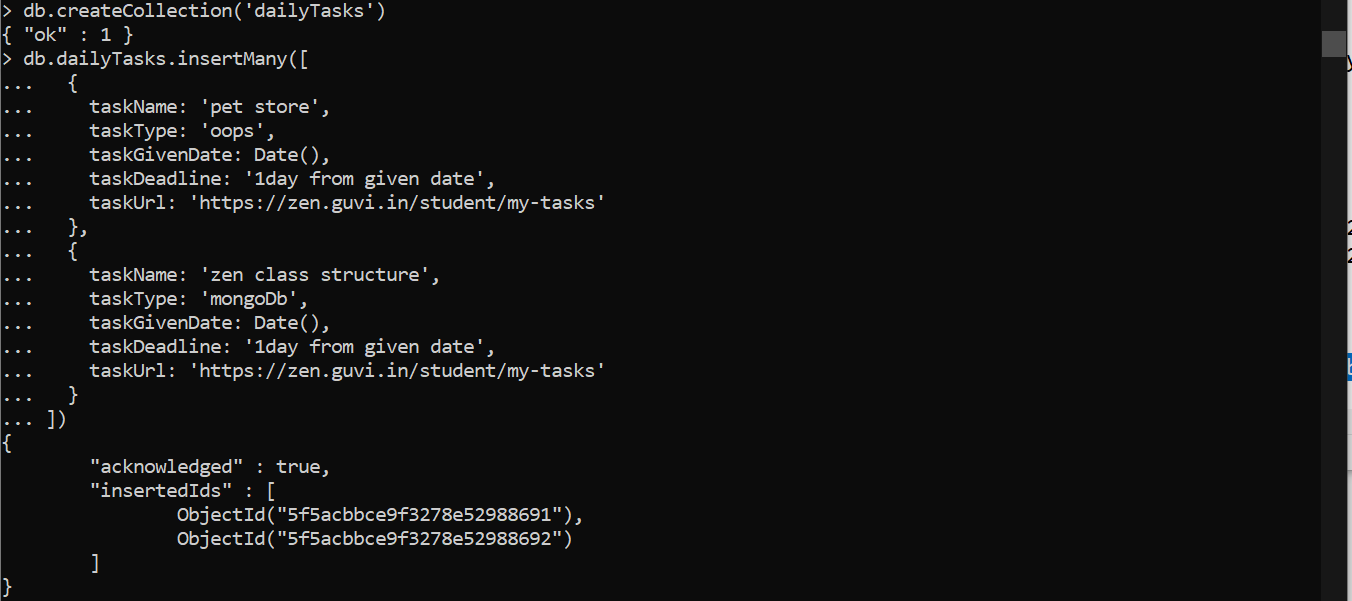 > db.createCollection('dailyTasks')
{ "ok" : 1 }
> db.dailyTasks.insertMany([
...   {
...     taskName: 'pet store',
...     taskType: 'oops',
...     taskGivenDate: Date(),
...     taskDeadline: '1day from given date',
...     taskUrl: 'https://zen.guvi.in/student/my-tasks'
...   },
...   {
...     taskName: 'zen class structure',
...     taskType: 'mongoDb',
...     taskGivenDate: Date(),
...     taskDeadline: '1day from given date',
...     taskUrl: 'https://zen.guvi.in/student/my-tasks'
...   }
... ])
{
        "acknowledged" : true,
        "insertedIds" : [
                ObjectId("5f5acbbce9f3278e52988691"),
                ObjectId("5f5acbbce9f3278e52988692")
        ]
}